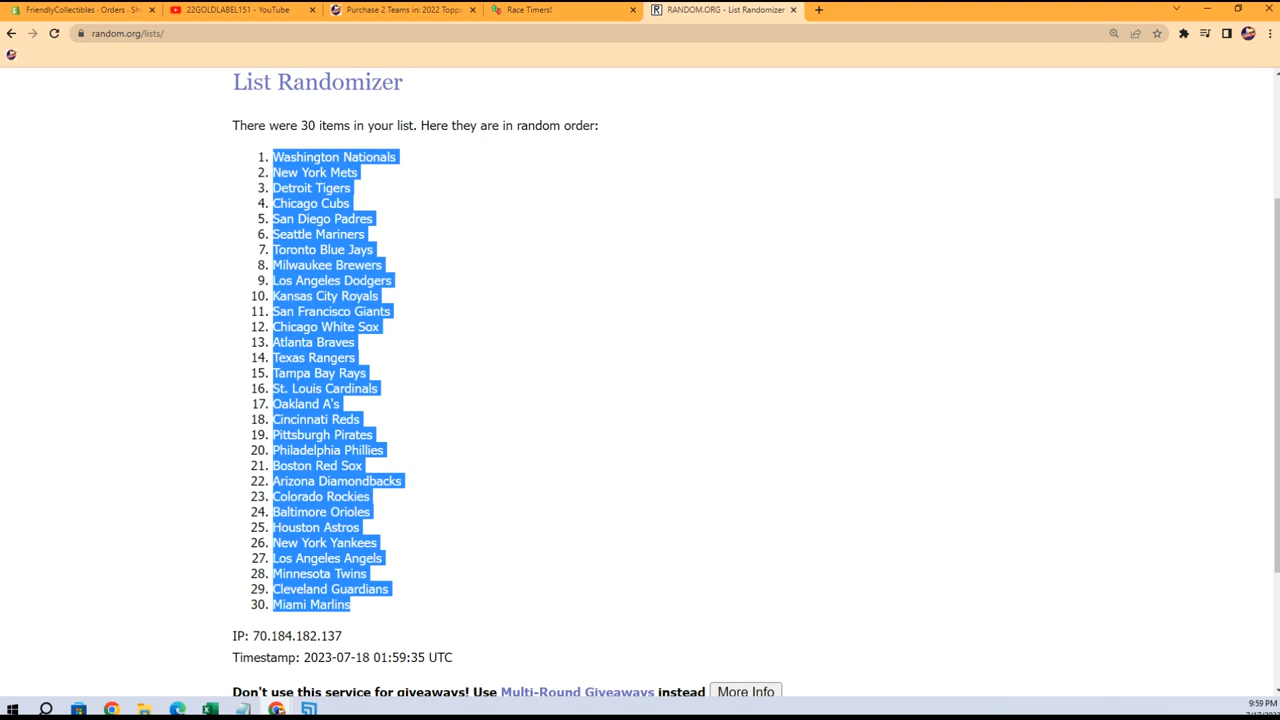 FriendlyCollectibles - Orders - Sh
22GOLDLABEL151 - YouTube
Purchase 2 Teams in: 2022 Topps
Race Timers!
RANDOM.ORG - List Randomizer
random.org/lists/
List Randomizer
There were 30 items in your list. Here they are in random order:
1. Washington Nationals
2. New York Mets
3. Detroit Tigers
4. Chicago Cubs
5. San Diego Padres
6. Seattle Mariners
7. Toronto Blue Jays
8. Milwaukee Brewers
9. Los Angeles Dodgers
10. Kansas City Royals
11. San Francisco Giants
12. Chicago White Sox
13. Atlanta Braves
14. Texas Rangers
15. Tampa Bay Rays
16. St. Louis Cardinals
17. Oakland A's
18. Cincinnati Reds
19. Pittsburgh Pirates
20. Philadelphia Phillies
21. Boston Red Sox
22. Arizona Diamondbacks
23. Colorado Rockies
24. Baltimore Orioles
25. Houston Astros
26. New York Yankees
27. Los Angeles Angels
28. Minnesota Twins
29. Cleveland Guardians
30. Miami Marlins
IP: 70.184.182.137
Timestamp: 2023-07-18 01:59:35 UTC
Don't use this service for giveaways! Use Multi-Round Giveaways instead More Info
9:59 PM